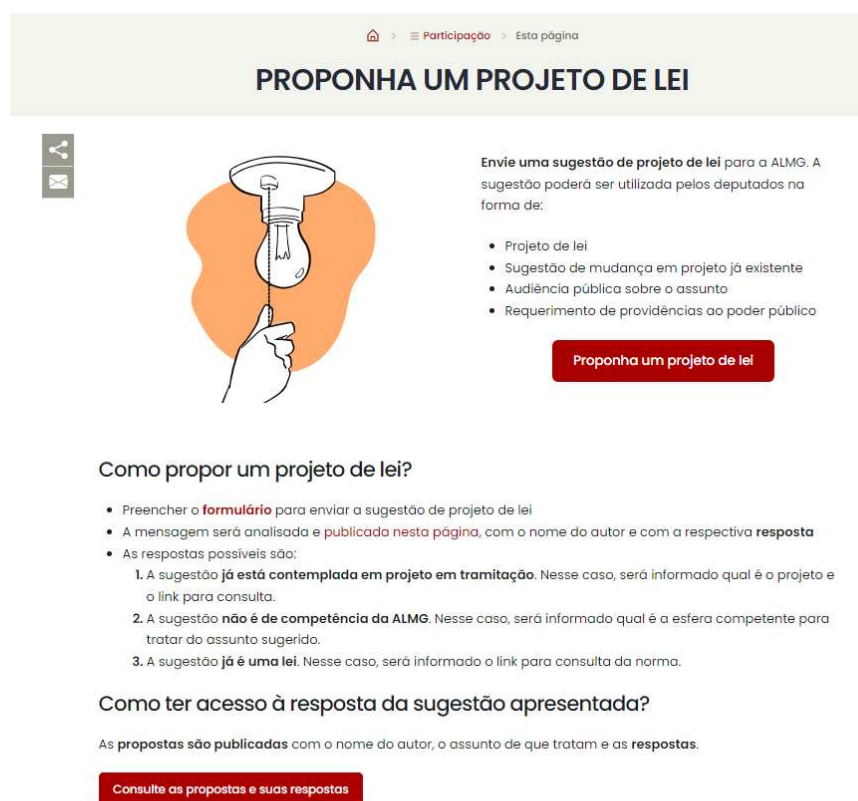 Participação > Esta página
PROPONHA UM PROJETO DE LEI
Envie uma sugestão de projeto de lei para a ALMG. A
sugestão poderá ser utilizada pelos deputados na
forma de:
• Projeto de lei
• Sugestão de mudança em projeto já existente
• Audiência pública sobre o assunto
• Requerimento de providências ao poder público
Proponha um projeto de lei
Como propor um projeto de lei?
• Preencher o formulário para enviar a sugestão de projeto de lei
• A mensagem será analisada e publicada nesta página, com o nome do autor e com a respectiva resposta
• As respostas possíveis são:
1. A sugestão já está contemplada em projeto em tramitação. Nesse caso, será informado qual é o projeto e
o link para consulta.
2. A sugestão não é de competência da ALMG. Nesse caso, será informado qual é a esfera competente para
tratar do assunto sugerido.
3. A sugestão já é uma lei. Nesse caso, será informado o link para consulta da norma.
Como ter acesso à resposta da sugestão apresentada?
As propostas são publicadas com o nome do autor, o assunto de que tratam e as respostas.
Consulte as propostas e suas respostas